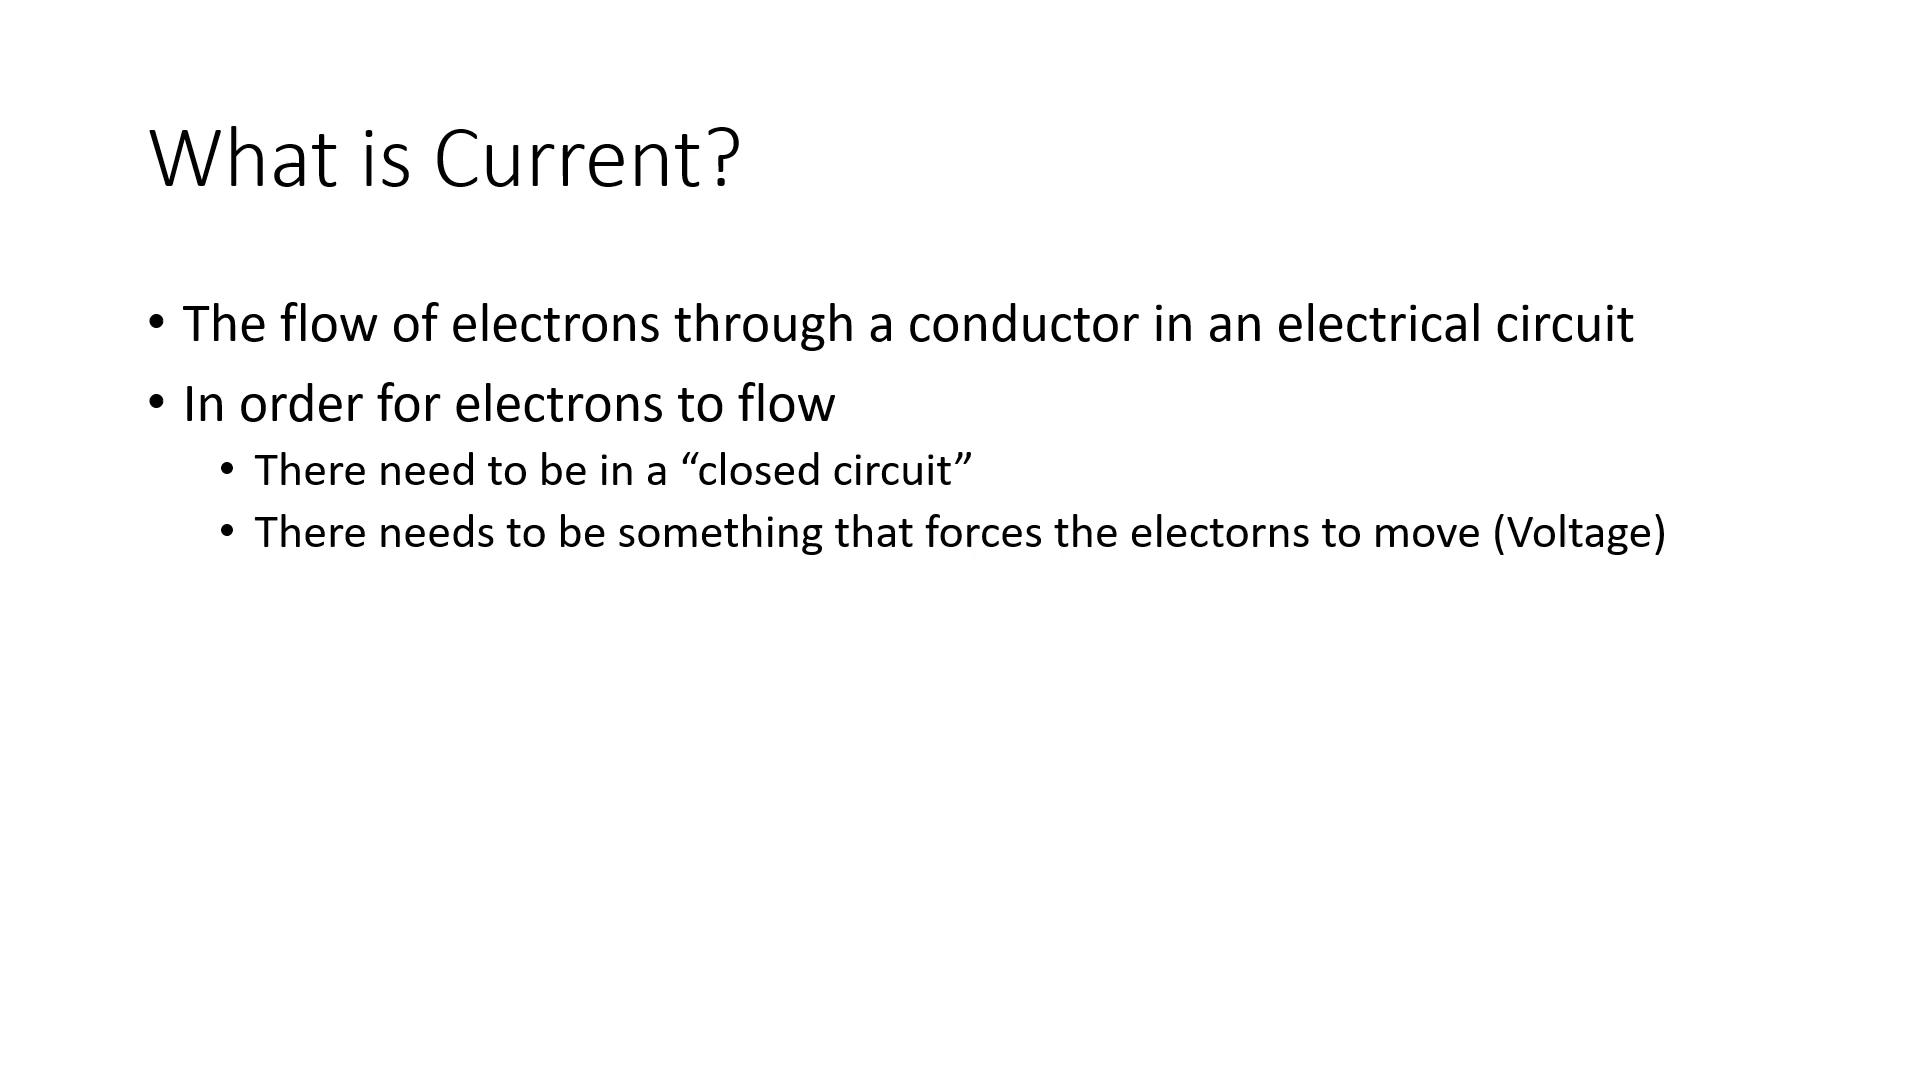 What is Current?
• The flow of electrons through a conductor in an electrical circuit
• In order for electrons to flow
• There need to be in a “closed circuit”
• There needs to be something that forces the electorns to move (Voltage)